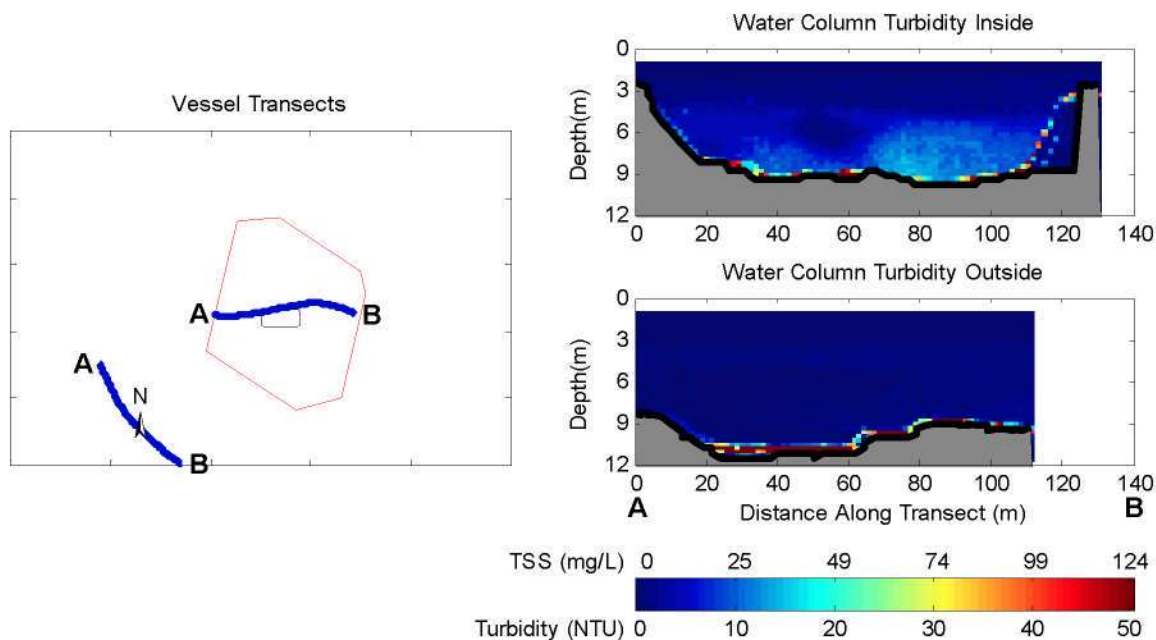 Vessel Transects
A
B
A
N
B
Water Column Turbidity Inside
Depth(m)
0
3
6
9
12
0 20 40 60 80 100 120 140
Water Column Turbidity Outside
Depth(m)
0
3
6
9
12
0 20 40 60 80 100 120 140
A Distance Along Transect (m) B
TSS (mg/L) 0 25 49 74 99 124
Turbidity (NTU) 0 10 20 30 40 50